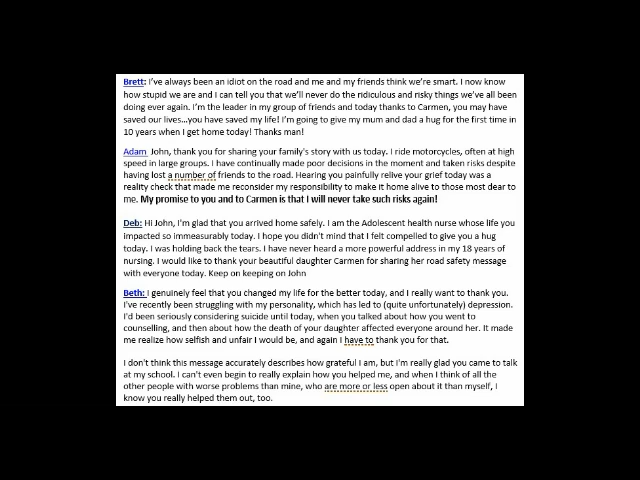 Brett: I've always been an idiot on the road and me and my friends think we're smart. I now know
how stupid we are and I can tell you that we'll never do the ridiculous and risky things we've all been
doing ever again. I'm the leader in my group of friends and today thanks to Carmen, you may have
saved our lives...you have saved my life! I'm going to give my mum and dad a hug for the first time in
10 years when I get home today! Thanks man!
Adam John, thank you for sharing your family's story with us today. I ride motorcycles, often at high
speed in large groups. I have continually made poor decisions in the moment and taken risks despite
having lost a number of friends to the road. Hearing you painfully relive your grief today was a
reality check that made me reconsider my responsibility to make it home alive to those most dear to
me. My promise to you and to Carmen is that I will never take such risks again!
Deb: Hi John, I'm glad that you arrived home safely. I am the Adolescent health nurse whose life you
impacted so immeasurably today. I hope you didn't mind that I felt compelled to give you a hug
today. I was holding back the tears. I have never heard a more powerful address in my 18 years of
nursing. I would like to thank your beautiful daughter Carmen for sharing her road safety message
with everyone today. Keep on keeping on John
Beth: I genuinely feel that you changed my life for the better today, and I really want to thank you.
I've recently been struggling with my personality, which has led to (quite unfortunately) depression.
I'd been seriously considering suicide until today, when you talked about how you went to
counselling, and then about how the death of your daughter affected everyone around her. It made
me realize how selfish and unfair I would be, and again I have to thank you for that.
I don't think this message accurately describes how grateful I am, but I'm really glad you came to talk
at my school. I can't even begin to really explain how you helped me, and when I think of all the
other people with worse problems than mine, who are more or less open about it than myself, I
know you really helped them out, too.